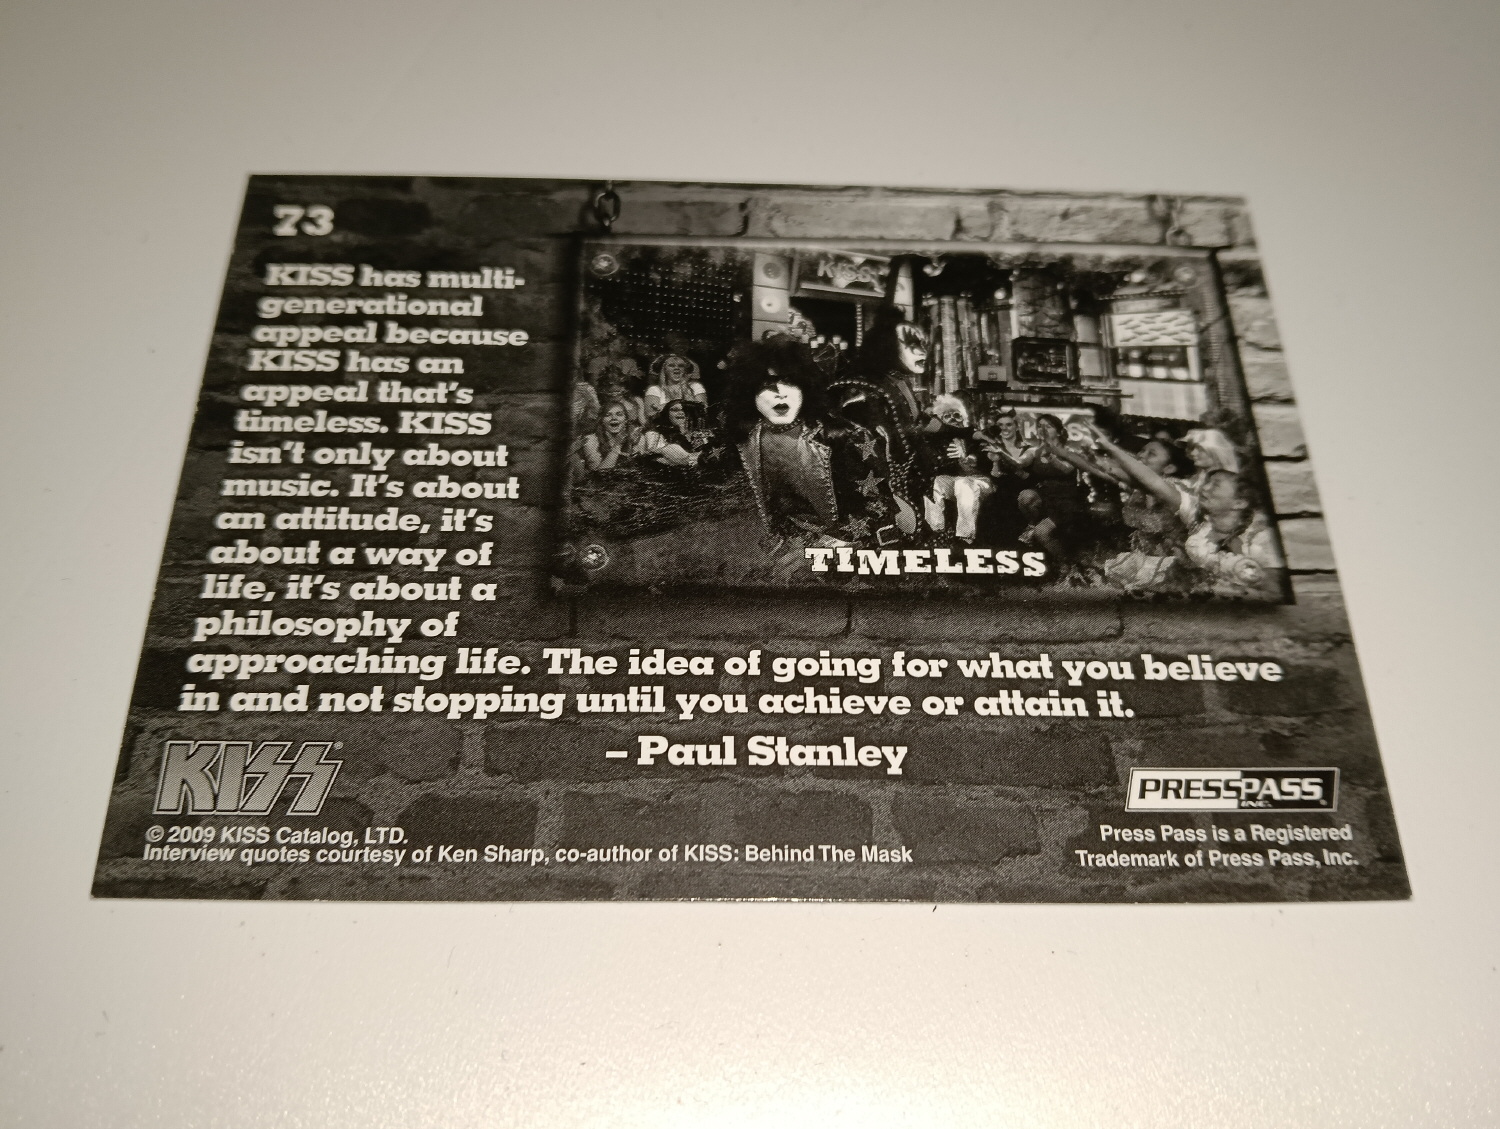 73
KISS has multi-
generational
appeal because
KISS has an
appeal that's
timeless. KISS
isn't only about
music. It's about
an attitude, it's
about a way of
life, it's about a
philosophy of
approaching life. The idea of going for what you believe
in and not stopping until you achieve or attain it.
– Paul Stanley
KISS
TIMELESS
KISS®
© 2009 KISS Catalog, LTD.
Interview quotes courtesy of Ken Sharp, co-author of KISS: Behind The Mask
PRESSPASS
INC.
Press Pass is a Registered
Trademark of Press Pass, Inc.